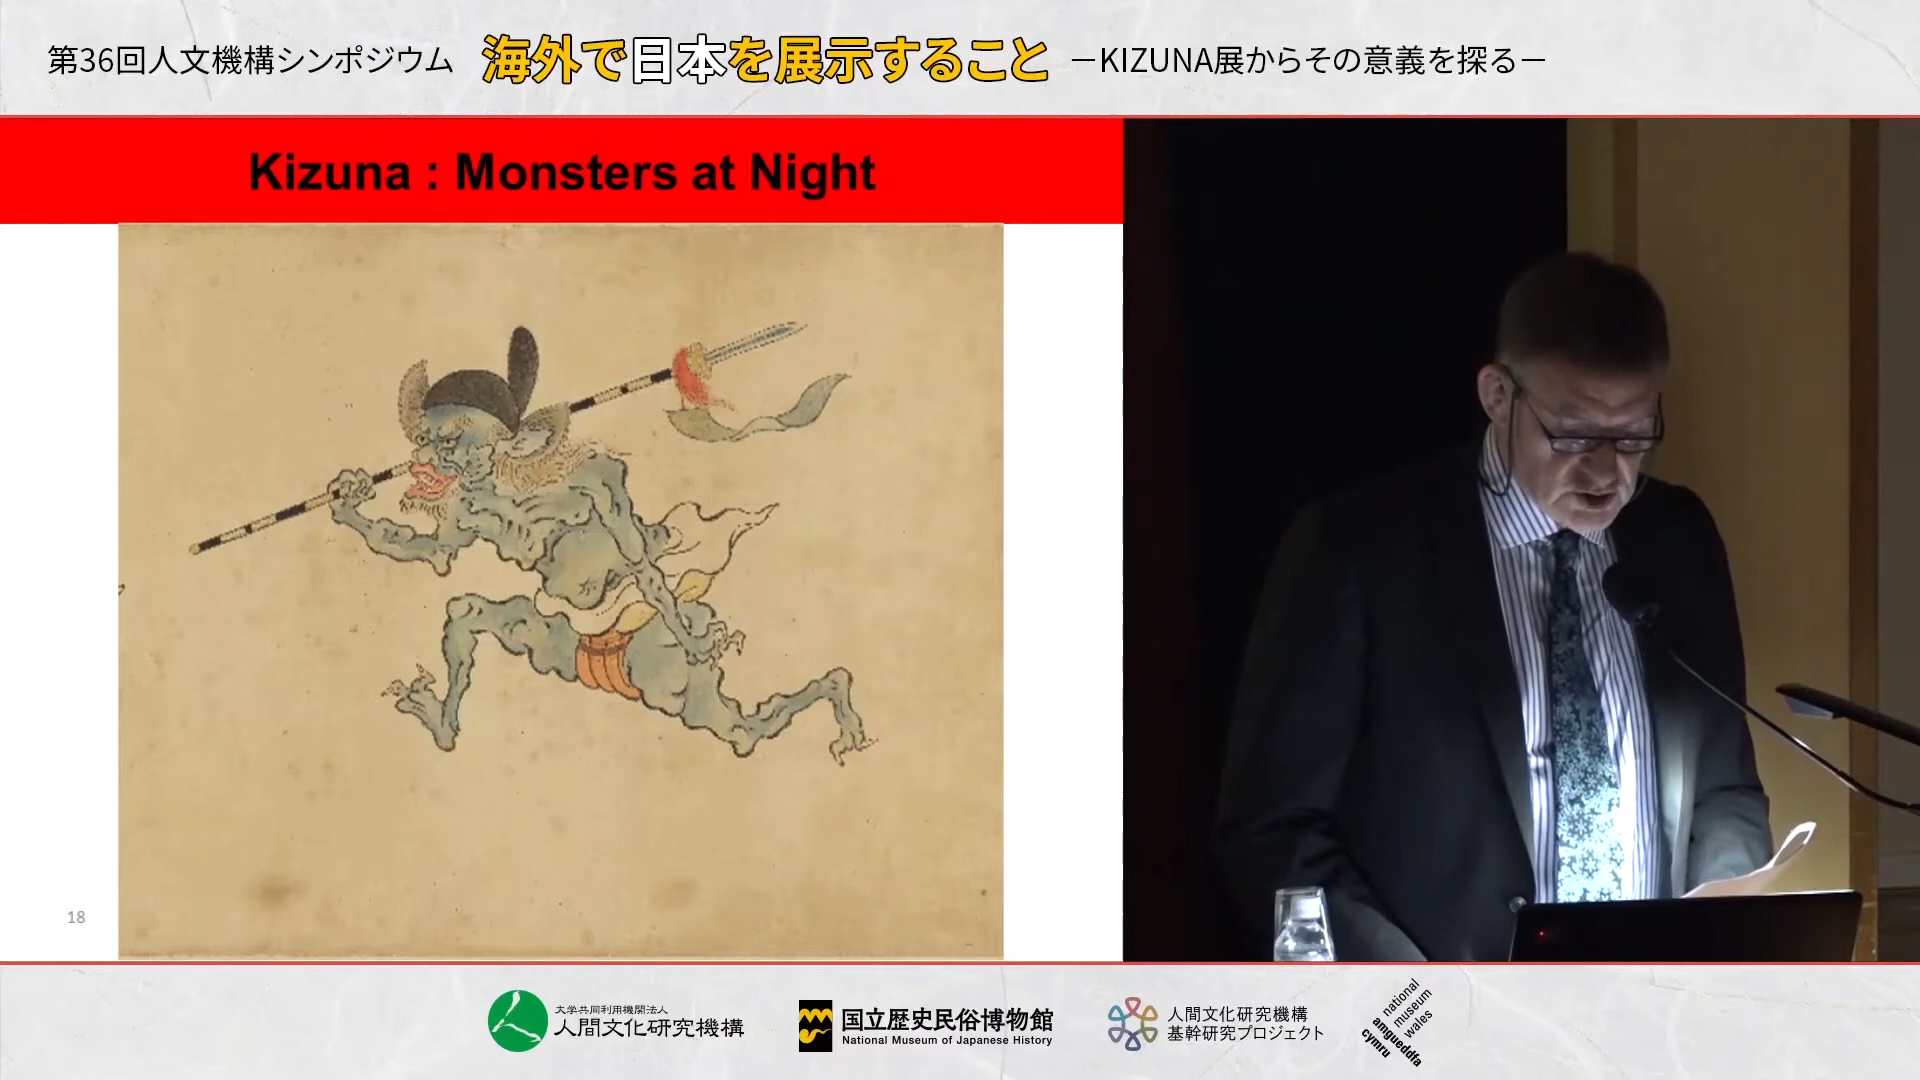 第36回人文機構シンポジウム 海外で日本を展示すること －KIZUNA展からその意義を探る－
Kizuna : Monsters at Night
18
大学共同利用機関法人
人間文化研究機構
国立歴史民俗博物館
National Museum of Japanese History
人間文化研究機構
基幹研究プロジェクト
national
museum
wales
amgueddfa
cymru